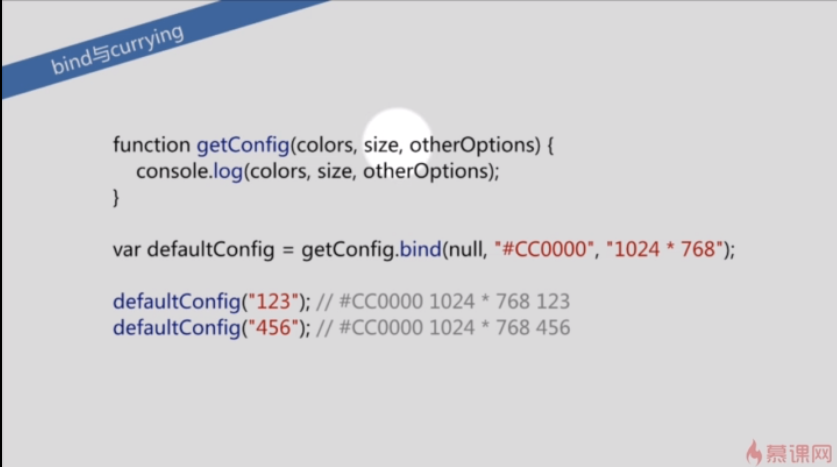 bind与currying
function getConfig(colors, size, otherOptions) {
console.log(colors, size, otherOptions);
}
var defaultConfig = getConfig.bind(null, "#CC0000", "1024 * 768");
defaultConfig("123"); // #CC0000 1024 * 768 123
defaultConfig("456"); // #CC0000 1024 * 768 456
慕课网